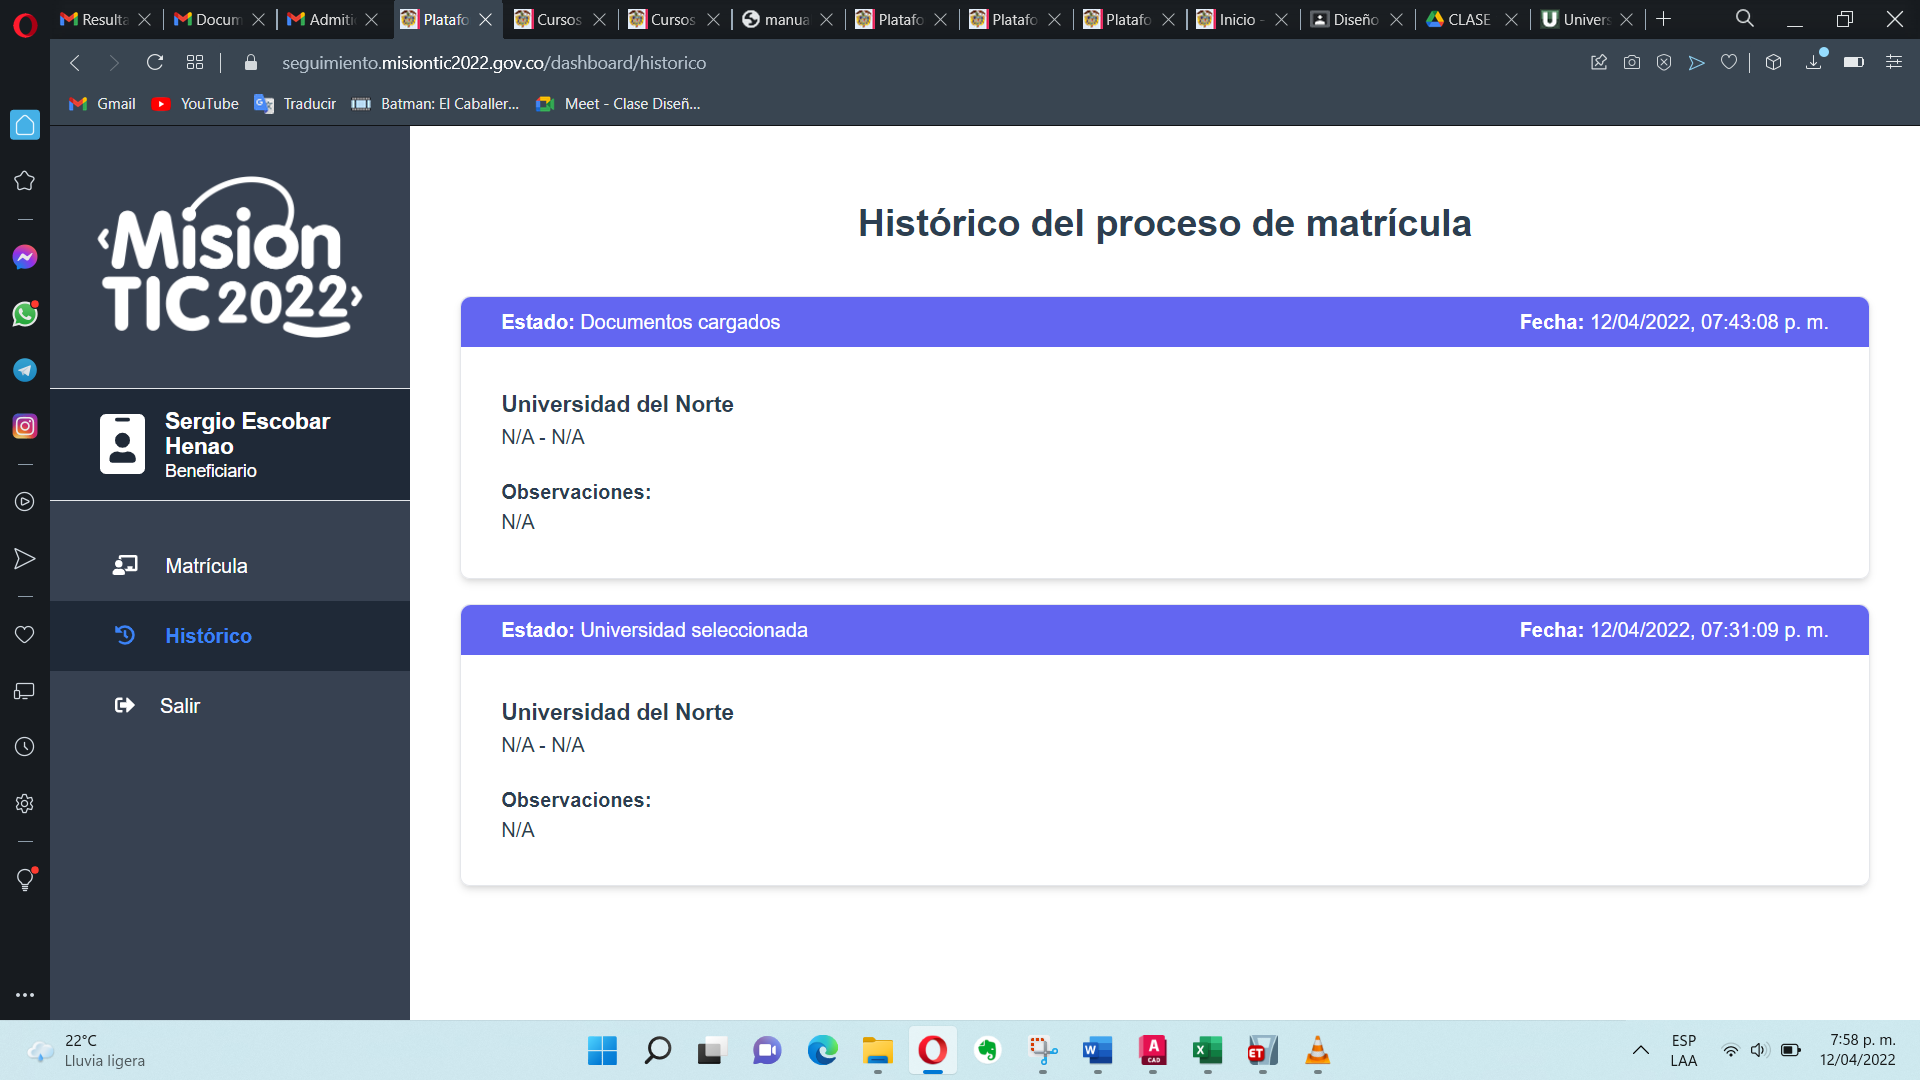 Resulta
Docum
Admitid
Platafo
Cursos
Cursos
manua
Platafo
Platafo
Platafo
Inicio -
Diseño
CLASE
Univers
seguimiento.misiontic2022.gov.co/dashboard/historico
Gmail
YouTube
Traducir
Batman: El Caballer...
Meet - Clase Diseñ...
‹Misión
TIC 2022›
Sergio Escobar
Henao
Beneficiario
Matrícula
Histórico
Salir
Histórico del proceso de matrícula
Estado: Documentos cargados
Fecha: 12/04/2022, 07:43:08 p. m.
Universidad del Norte
N/A - N/A
Observaciones:
N/A
Estado: Universidad seleccionada
Fecha: 12/04/2022, 07:31:09 p. m.
Universidad del Norte
N/A - N/A
Observaciones:
N/A
22°C
Lluvia ligera
ESP
LAA
7:58 p. m.
12/04/2022